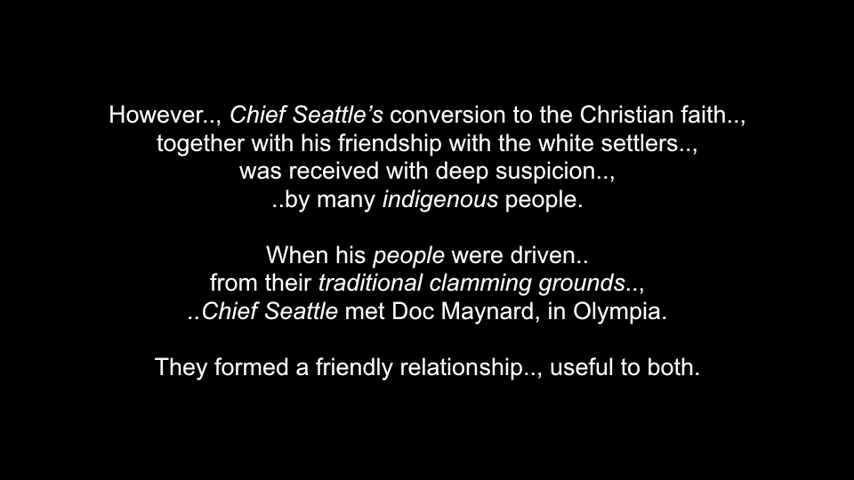 However.., Chief Seattle’s conversion to the Christian faith..,
together with his friendship with the white settlers..,
was received with deep suspicion..,
..by many indigenous people.
When his people were driven..
from their traditional clamming grounds..,
..Chief Seattle met Doc Maynard, in Olympia.
They formed a friendly relationship.., useful to both.